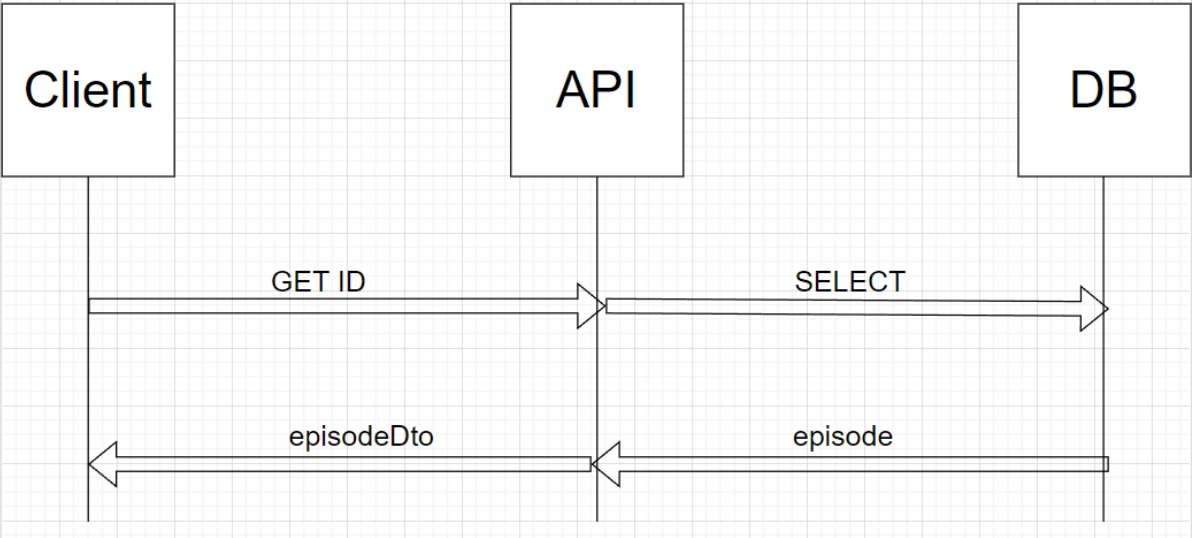 Client
API
DB
GET ID
SELECT
episodeDto
episode